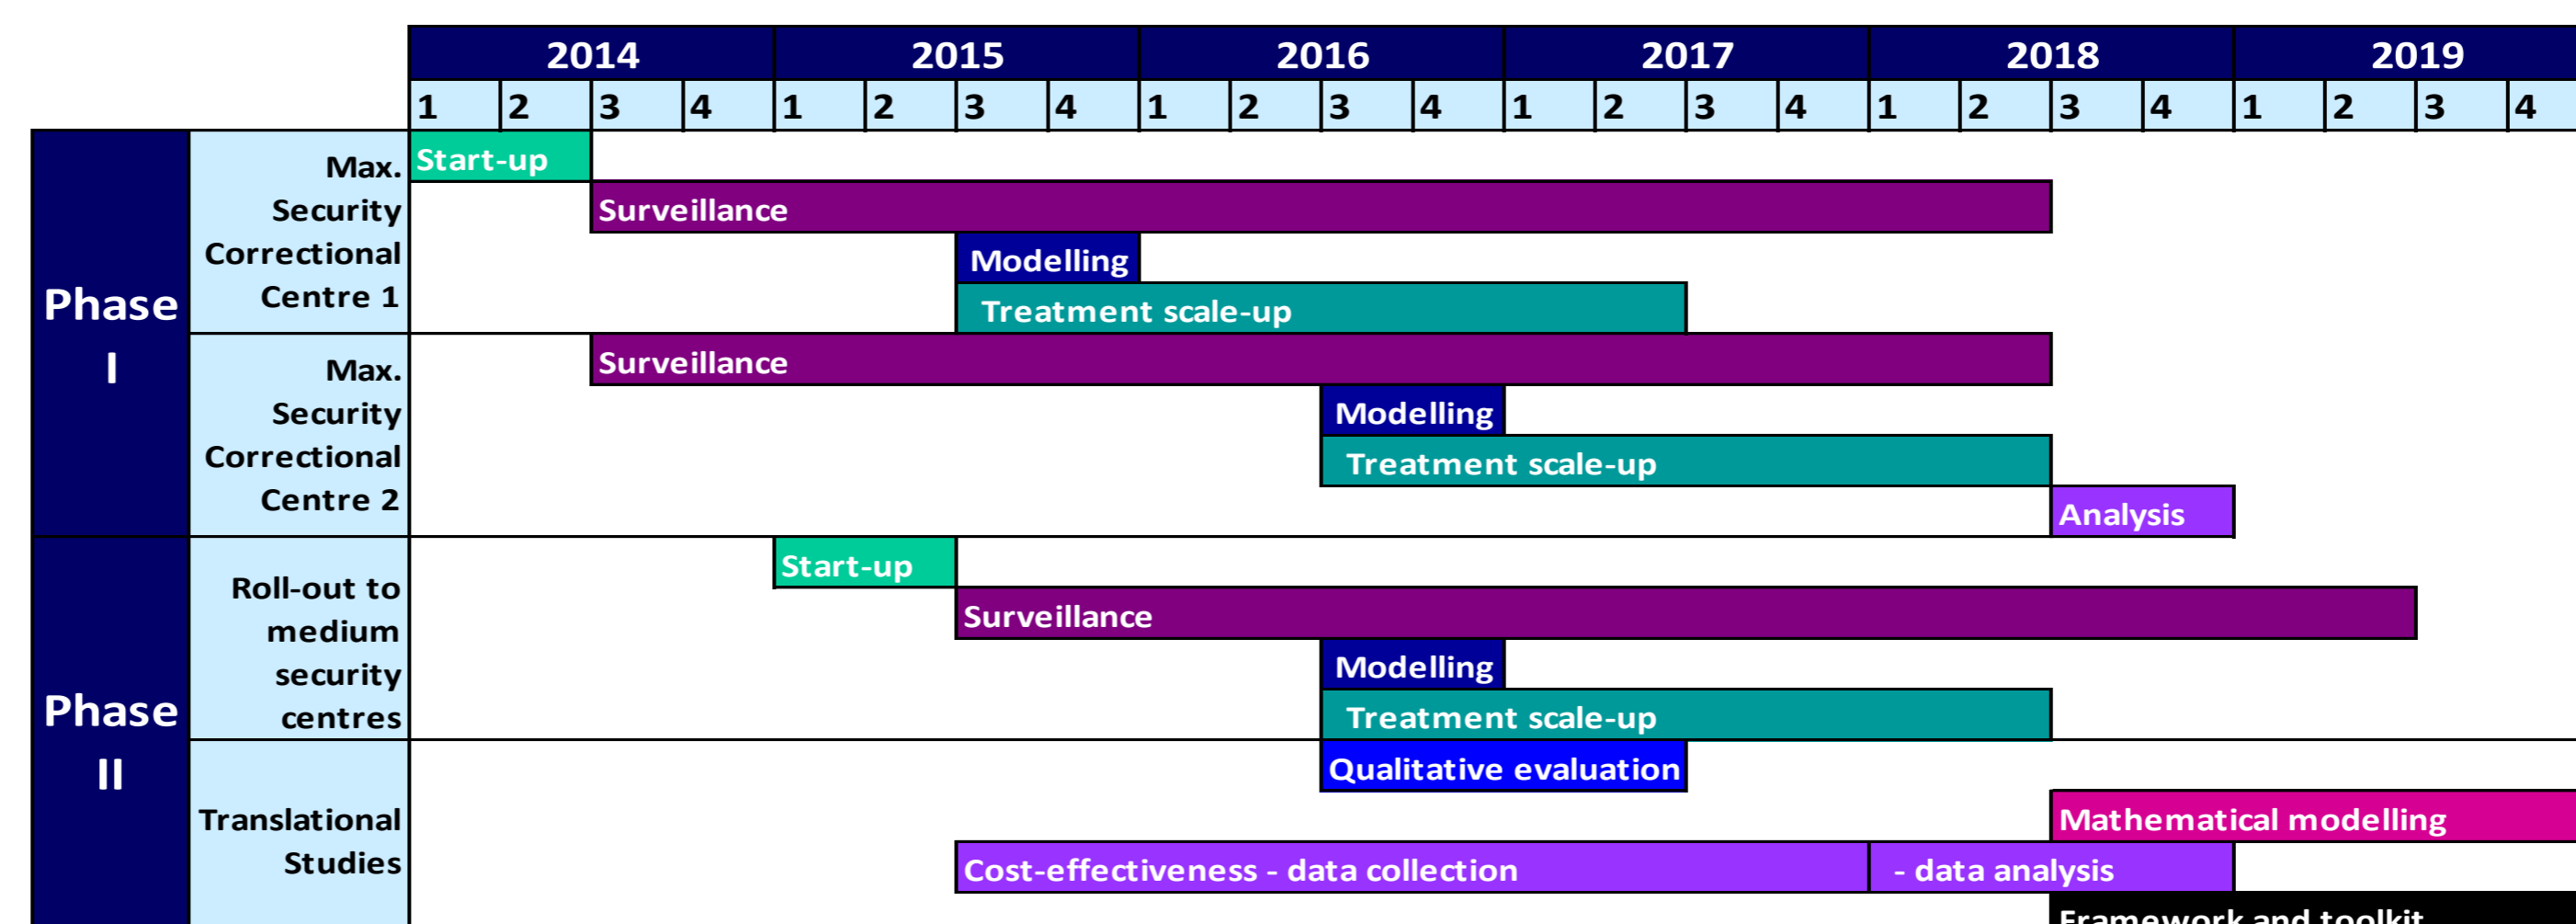 2014 2015 2016 2017 2018 2019
1 2 3 4 1 2 3 4 1 2 3 4 1 2 3 4 1 2 3 4 1 2 3 4
Phase
I
Max.
Security
Correctional
Centre 1
Start-up
Surveillance
Modelling
Treatment scale-up
Max.
Security
Correctional
Centre 2
Surveillance
Modelling
Treatment scale-up
Analysis
Phase
II
Roll-out to
medium
security
centres
Start-up
Surveillance
Modelling
Treatment scale-up
Translational
Studies
Qualitative evaluation
Mathematical modelling
Cost-effectiveness - data collection - data analysis
Framework and toolkit